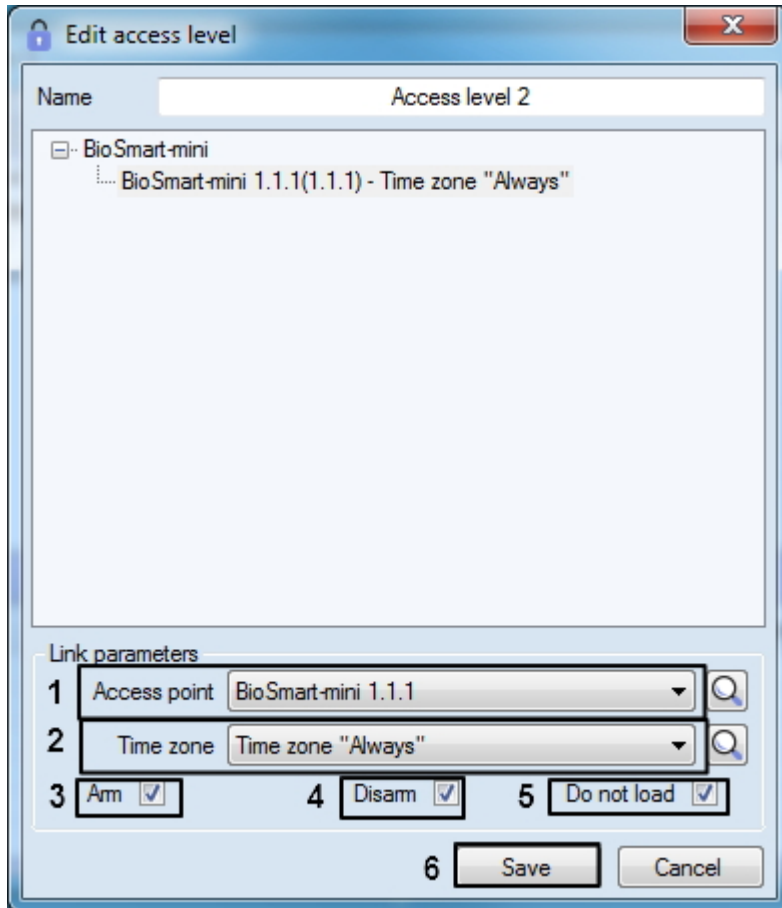 Edit access level
Name Access level 2
BioSmart-mini
BioSmart-mini 1.1.1(1.1.1) - Time zone "Always"
Link parameters
1 Access point BioSmart-mini 1.1.1
2 Time zone Time zone "Always"
3 Arm 4 Disarm 5 Do not load
6 Save Cancel